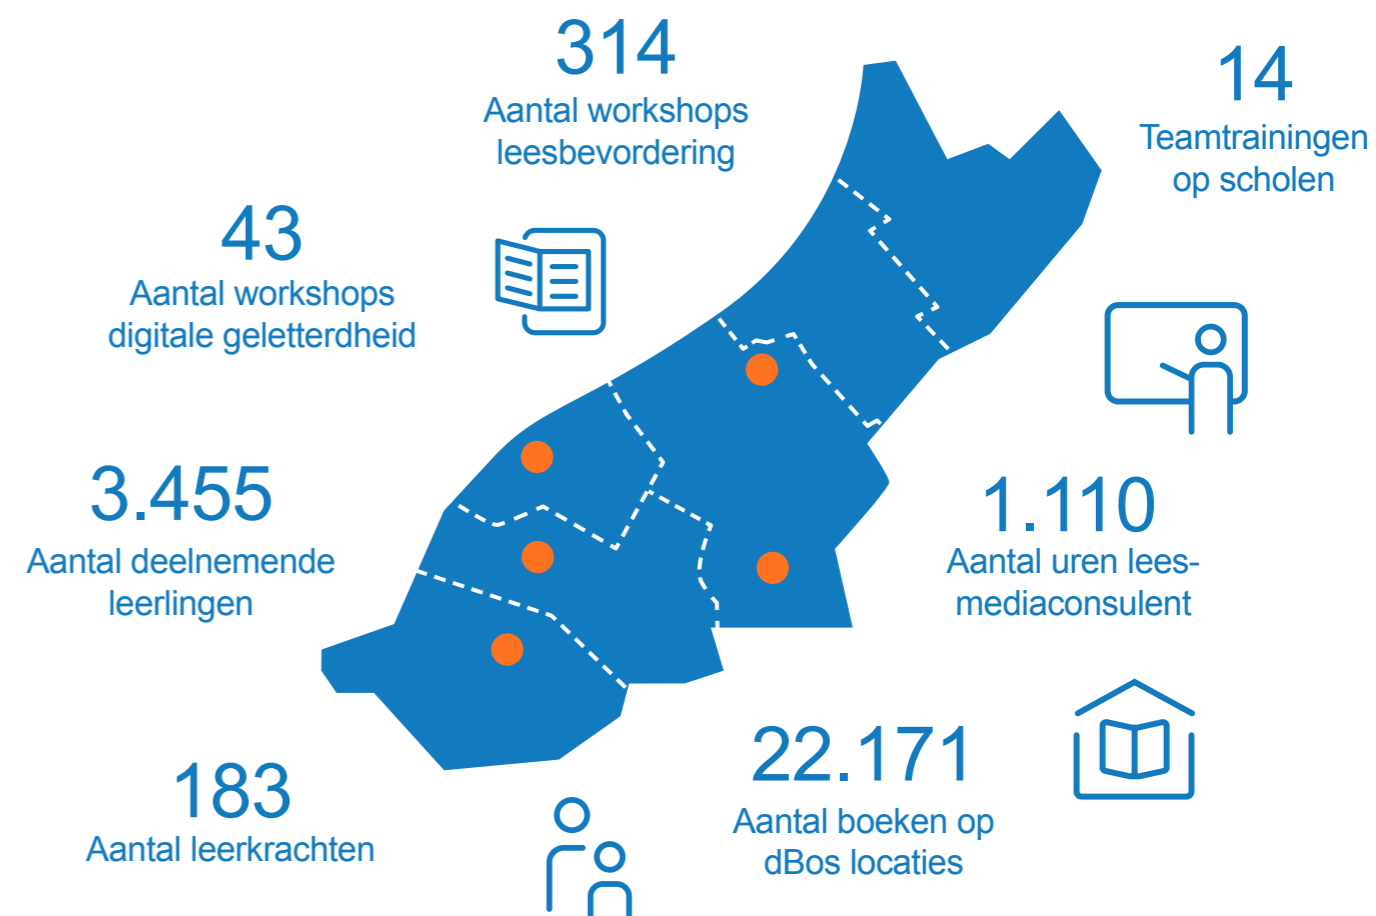 314
Aantal workshops
leesbevordering
14
Teamtrainingen
op scholen
43
Aantal workshops
digitale geletterdheid
3.455
Aantal deelnemende
leerlingen
1.110
Aantal uren lees-
mediaconsulent
183
Aantal leerkrachten
22.171
Aantal boeken op
dBos locaties